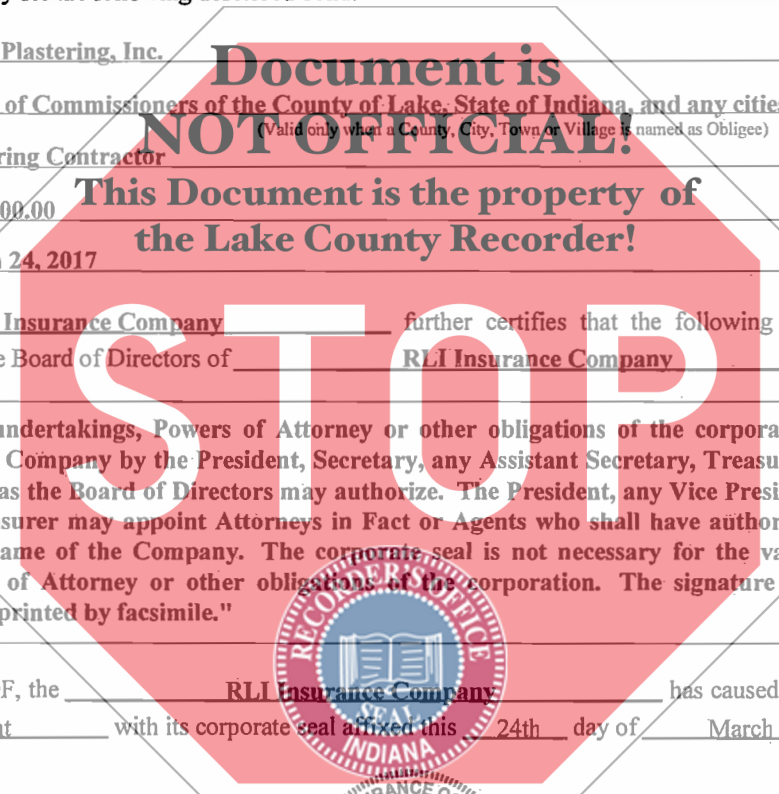 Plastering, Inc.
Document is
of Commissioners of the County of Lake, State of Indiana, and any cities
(Valid only when a County, City, Town or Village is named as Obligee)
NOT OFFICIAL!
ring Contractor
This Document is the property of
00.00
the Lake County Recorder!
24, 2017
STOP
Insurance Company further certifies that the following
e Board of Directors of RLI Insurance Company
undertakings, Powers of Attorney or other obligations of the corpora
Company by the President, Secretary, any Assistant Secretary, Treasu
as the Board of Directors may authorize. The President, any Vice Presi
surer may appoint Attorneys in Fact or Agents who shall have author
ame of the Company. The corporate seal is not necessary for the va
of Attorney or other obligations of the corporation. The signature
printed by facsimile."
RECORDER'S OFFICE
SEAL
INDIANA
F, the RLI Insurance Company has caused
nt with its corporate seal affixed this 24th day of March